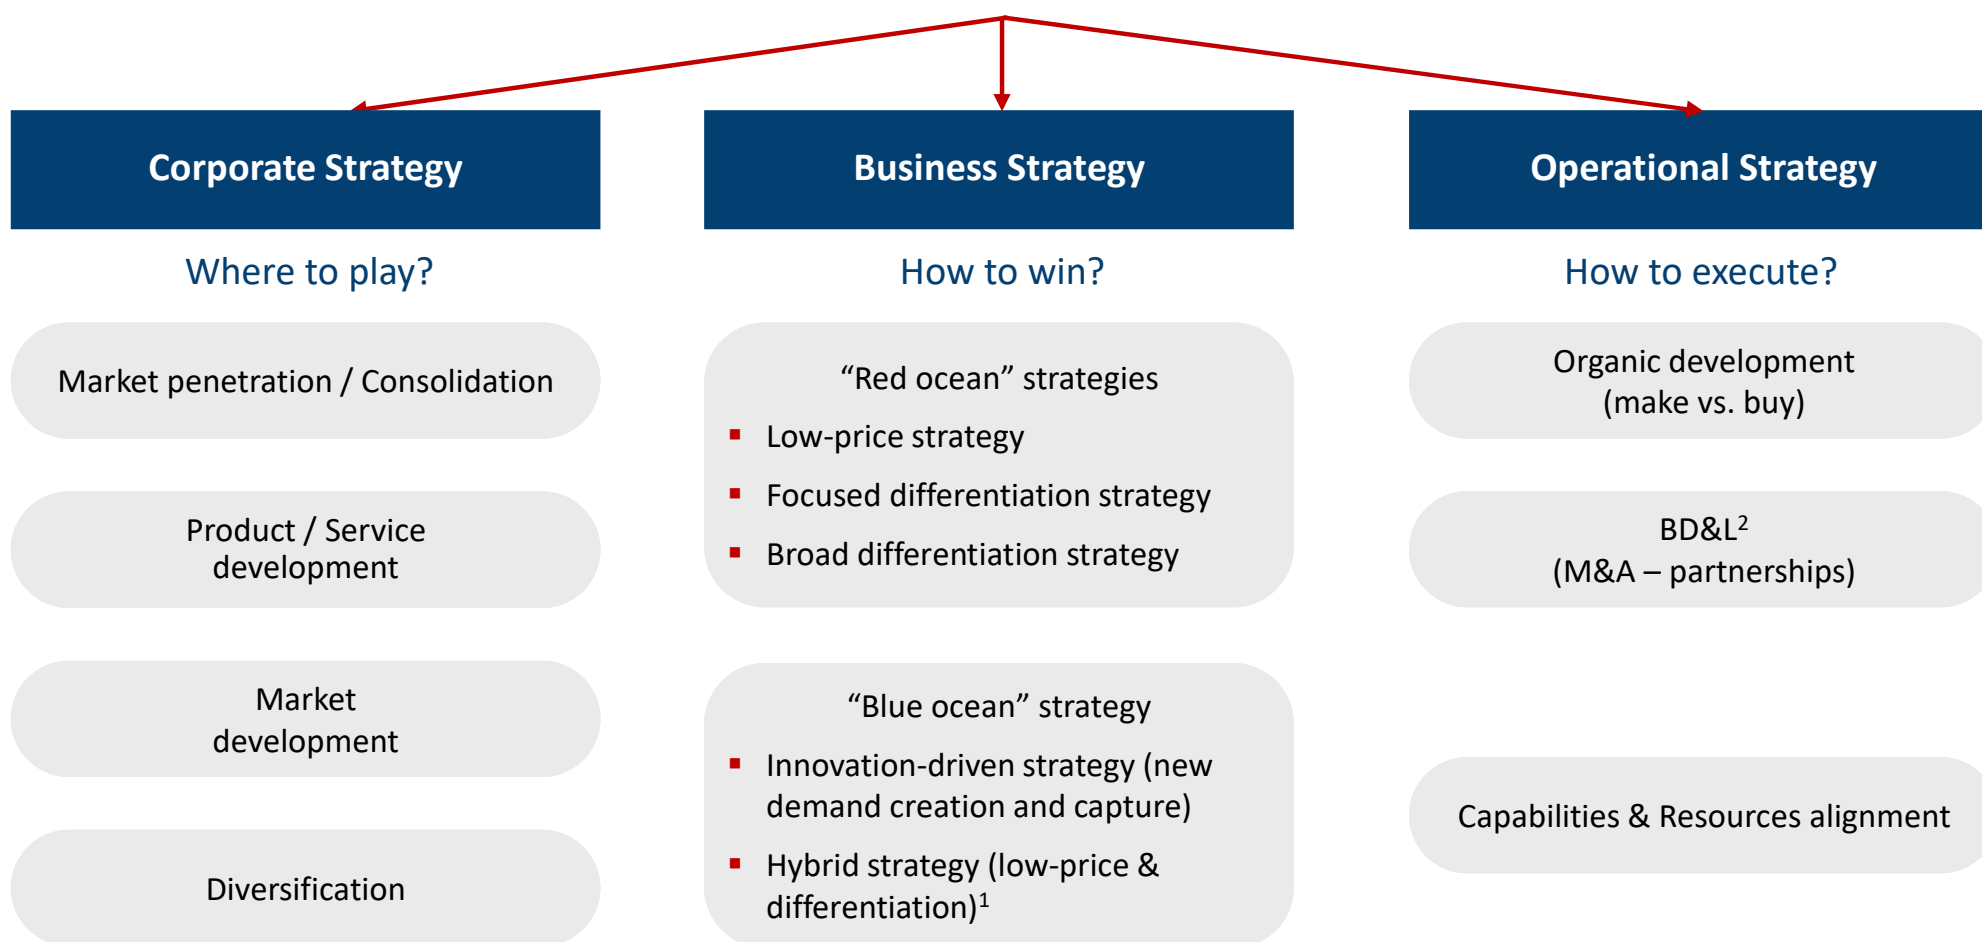 Corporate Strategy
Where to play?
Market penetration / Consolidation
Product / Service
development
Market
development
Diversification
Business Strategy
How to win?
“Red ocean” strategies
▪ Low-price strategy
▪ Focused differentiation strategy
▪ Broad differentiation strategy
“Blue ocean” strategy
▪ Innovation-driven strategy (new
demand creation and capture)
▪ Hybrid strategy (low-price &
differentiation)¹
Operational Strategy
How to execute?
Organic development
(make vs. buy)
BD&L²
(M&A – partnerships)
Capabilities & Resources alignment